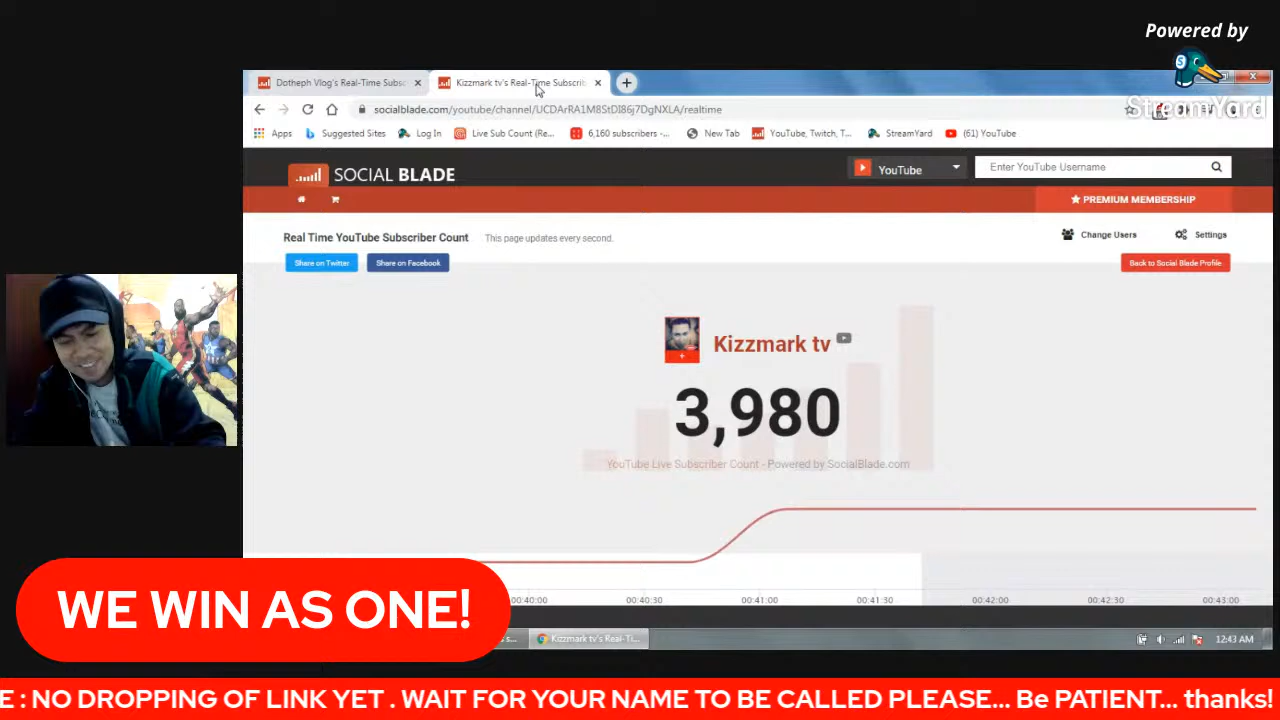 Powered by
StreamYard
Dotheph Vlog's Real-Time Subsc
Kizzmark tv's Real-Time Subscrib
socialblade.com/youtube/channel/UCDArRA1M8StDI86j7DgNXLA/realtime
Apps
Suggested Sites
Log In
Live Sub Count (Re...
6,160 subscribers -...
New Tab
YouTube, Twitch, T...
StreamYard
(61) YouTube
SOCIAL BLADE
YouTube
Enter YouTube Username
PREMIUM MEMBERSHIP
Real Time YouTube Subscriber Count
This page updates every second.
Change Users
Settings
Share on Twitter
Share on Facebook
Back to Social Blade Profile
Kizzmark tv
3,980
YouTube Live Subscriber Count - Powered by SocialBlade.com
00:40:00 00:40:30 00:41:00 00:41:30 00:42:00 00:42:30 00:43:00
WE WIN AS ONE!
s...
Kizzmark tv's Real-Ti...
12:43 AM
E : NO DROPPING OF LINK YET . WAIT FOR YOUR NAME TO BE CALLED PLEASE... Be PATIENT... thanks!